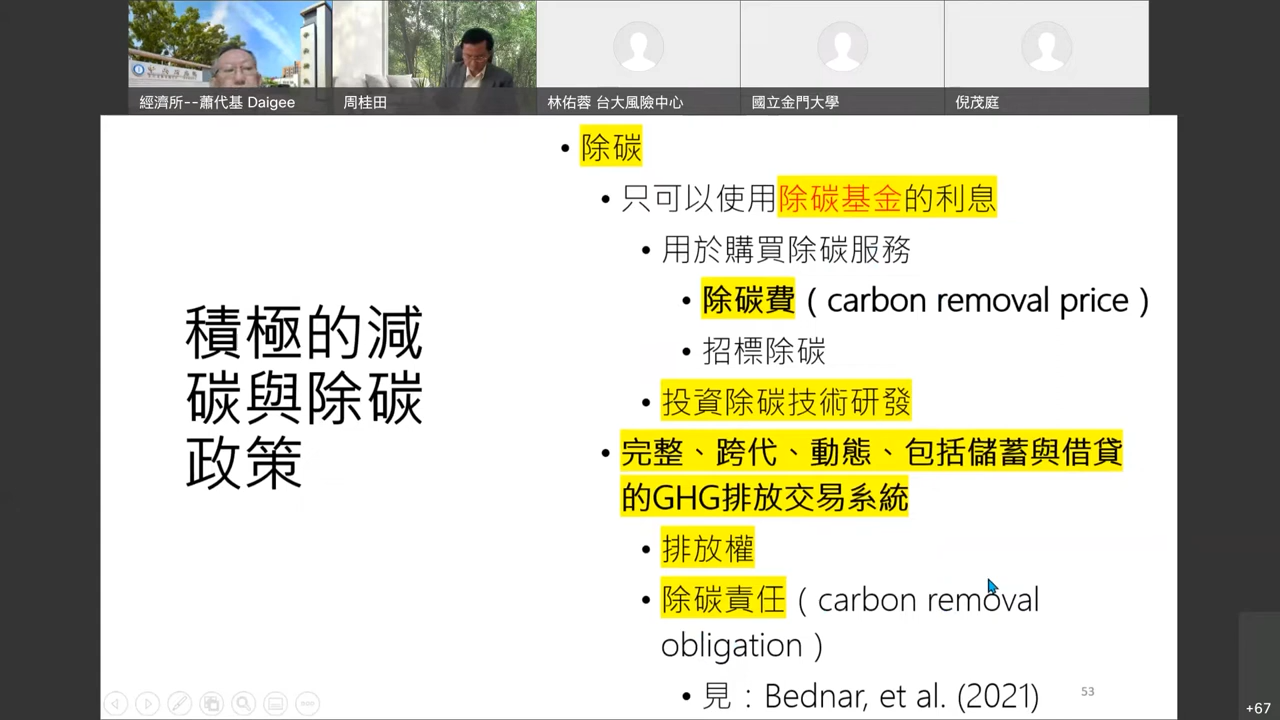 經濟所--蕭代基 Daigee
周桂田
林佑蓉 台大風險中心
國立金門大學
倪茂庭
積極的減
碳與除碳
政策
• 除碳
• 只可以使用除碳基金的利息
• 用於購買除碳服務
• 除碳費（carbon removal price）
• 招標除碳
• 投資除碳技術研發
• 完整、跨代、動態、包括儲蓄與借貸
的GHG排放交易系統
• 排放權
• 除碳責任（carbon removal
obligation）
• 見：Bednar, et al. (2021)
53
+67